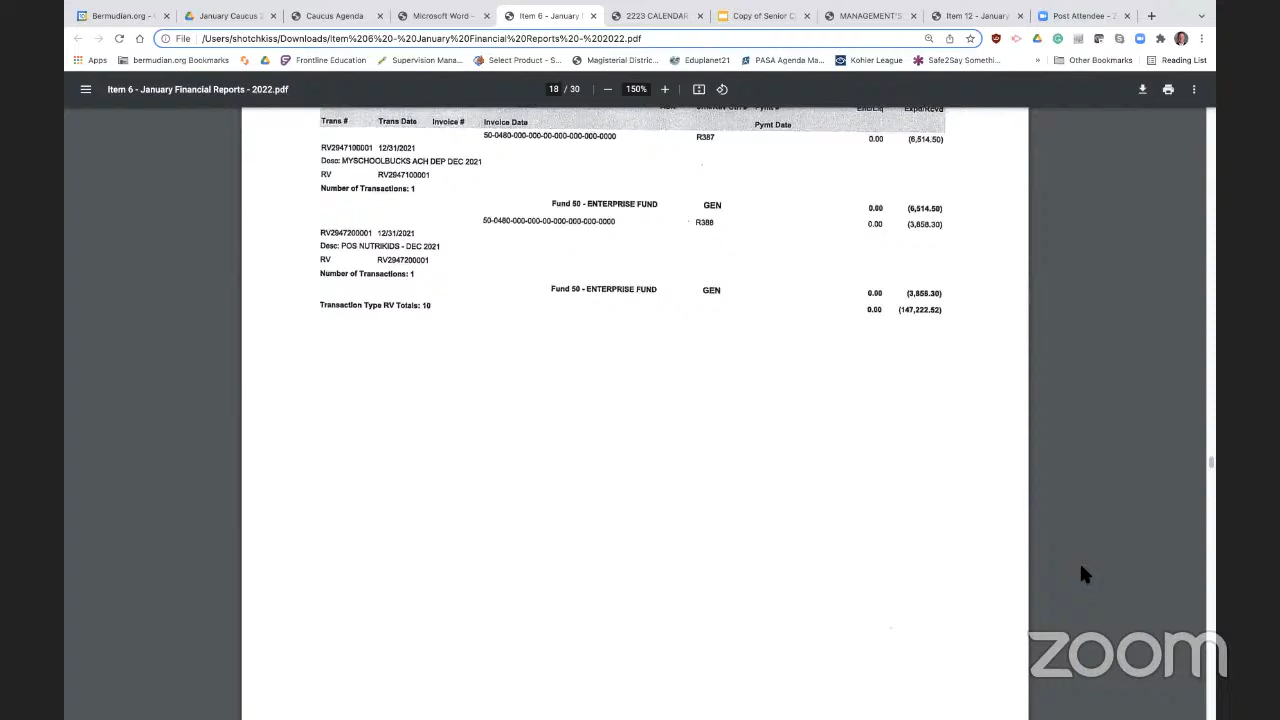 Bermudian.org -
January Caucus 2
Caucus Agenda
Microsoft Word -
Item 6 - January
2223 CALENDAR
Copy of Senior C
MANAGEMENT'S
Item 12 - January
Post Attendee - Z
File /Users/shotchkiss/Downloads/Item%206%20-%20January%20Financial%20Reports%20-%202022.pdf
Apps bermudian.org Bookmarks Frontline Education Supervision Mana... Select Product - S... Magisterial Distric... Eduplanet21 PASA Agenda Ma... Kohler League Safe2Say Somethi... » Other Bookmarks Reading List
Item 6 - January Financial Reports - 2022.pdf 18 / 30 — 150% +
Trans # Trans Date Invoice # Invoice Date Pymt Date
50-0480-000-000-00-000-000-000-0000 R387 0.00 (6,514.50)
RV2947100001 12/31/2021
Desc: MYSCHOOLBUCKS ACH DEP DEC 2021
RV RV2947100001
Number of Transactions: 1
Fund 50 - ENTERPRISE FUND GEN 0.00 (6,514.50)
50-0480-000-000-00-000-000-000-0000 R388 0.00 (3,858.30)
RV2947200001 12/31/2021
Desc: POS NUTRIKIDS - DEC 2021
RV RV2947200001
Number of Transactions: 1
Fund 50 - ENTERPRISE FUND GEN 0.00 (3,858.30)
Transaction Type RV Totals: 10 0.00 (147,222.52)
zoom